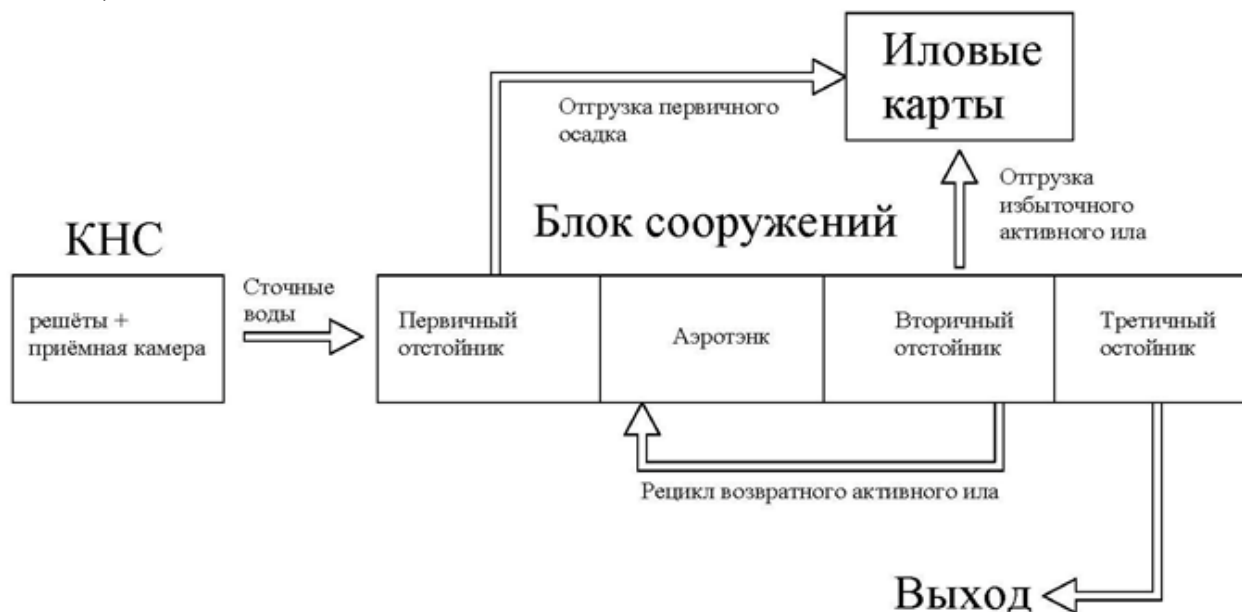 Иловые
карты
Отгрузка первичного
осадка
Отгрузка
избыточного
активного ила
Блок сооружений
КНС
решёты +
приёмная камера
Сточные
воды
Первичный
отстойник
Аэротэнк
Вторичный
отстойник
Третичный
остойник
Рецикл возвратного активного ила
Выход